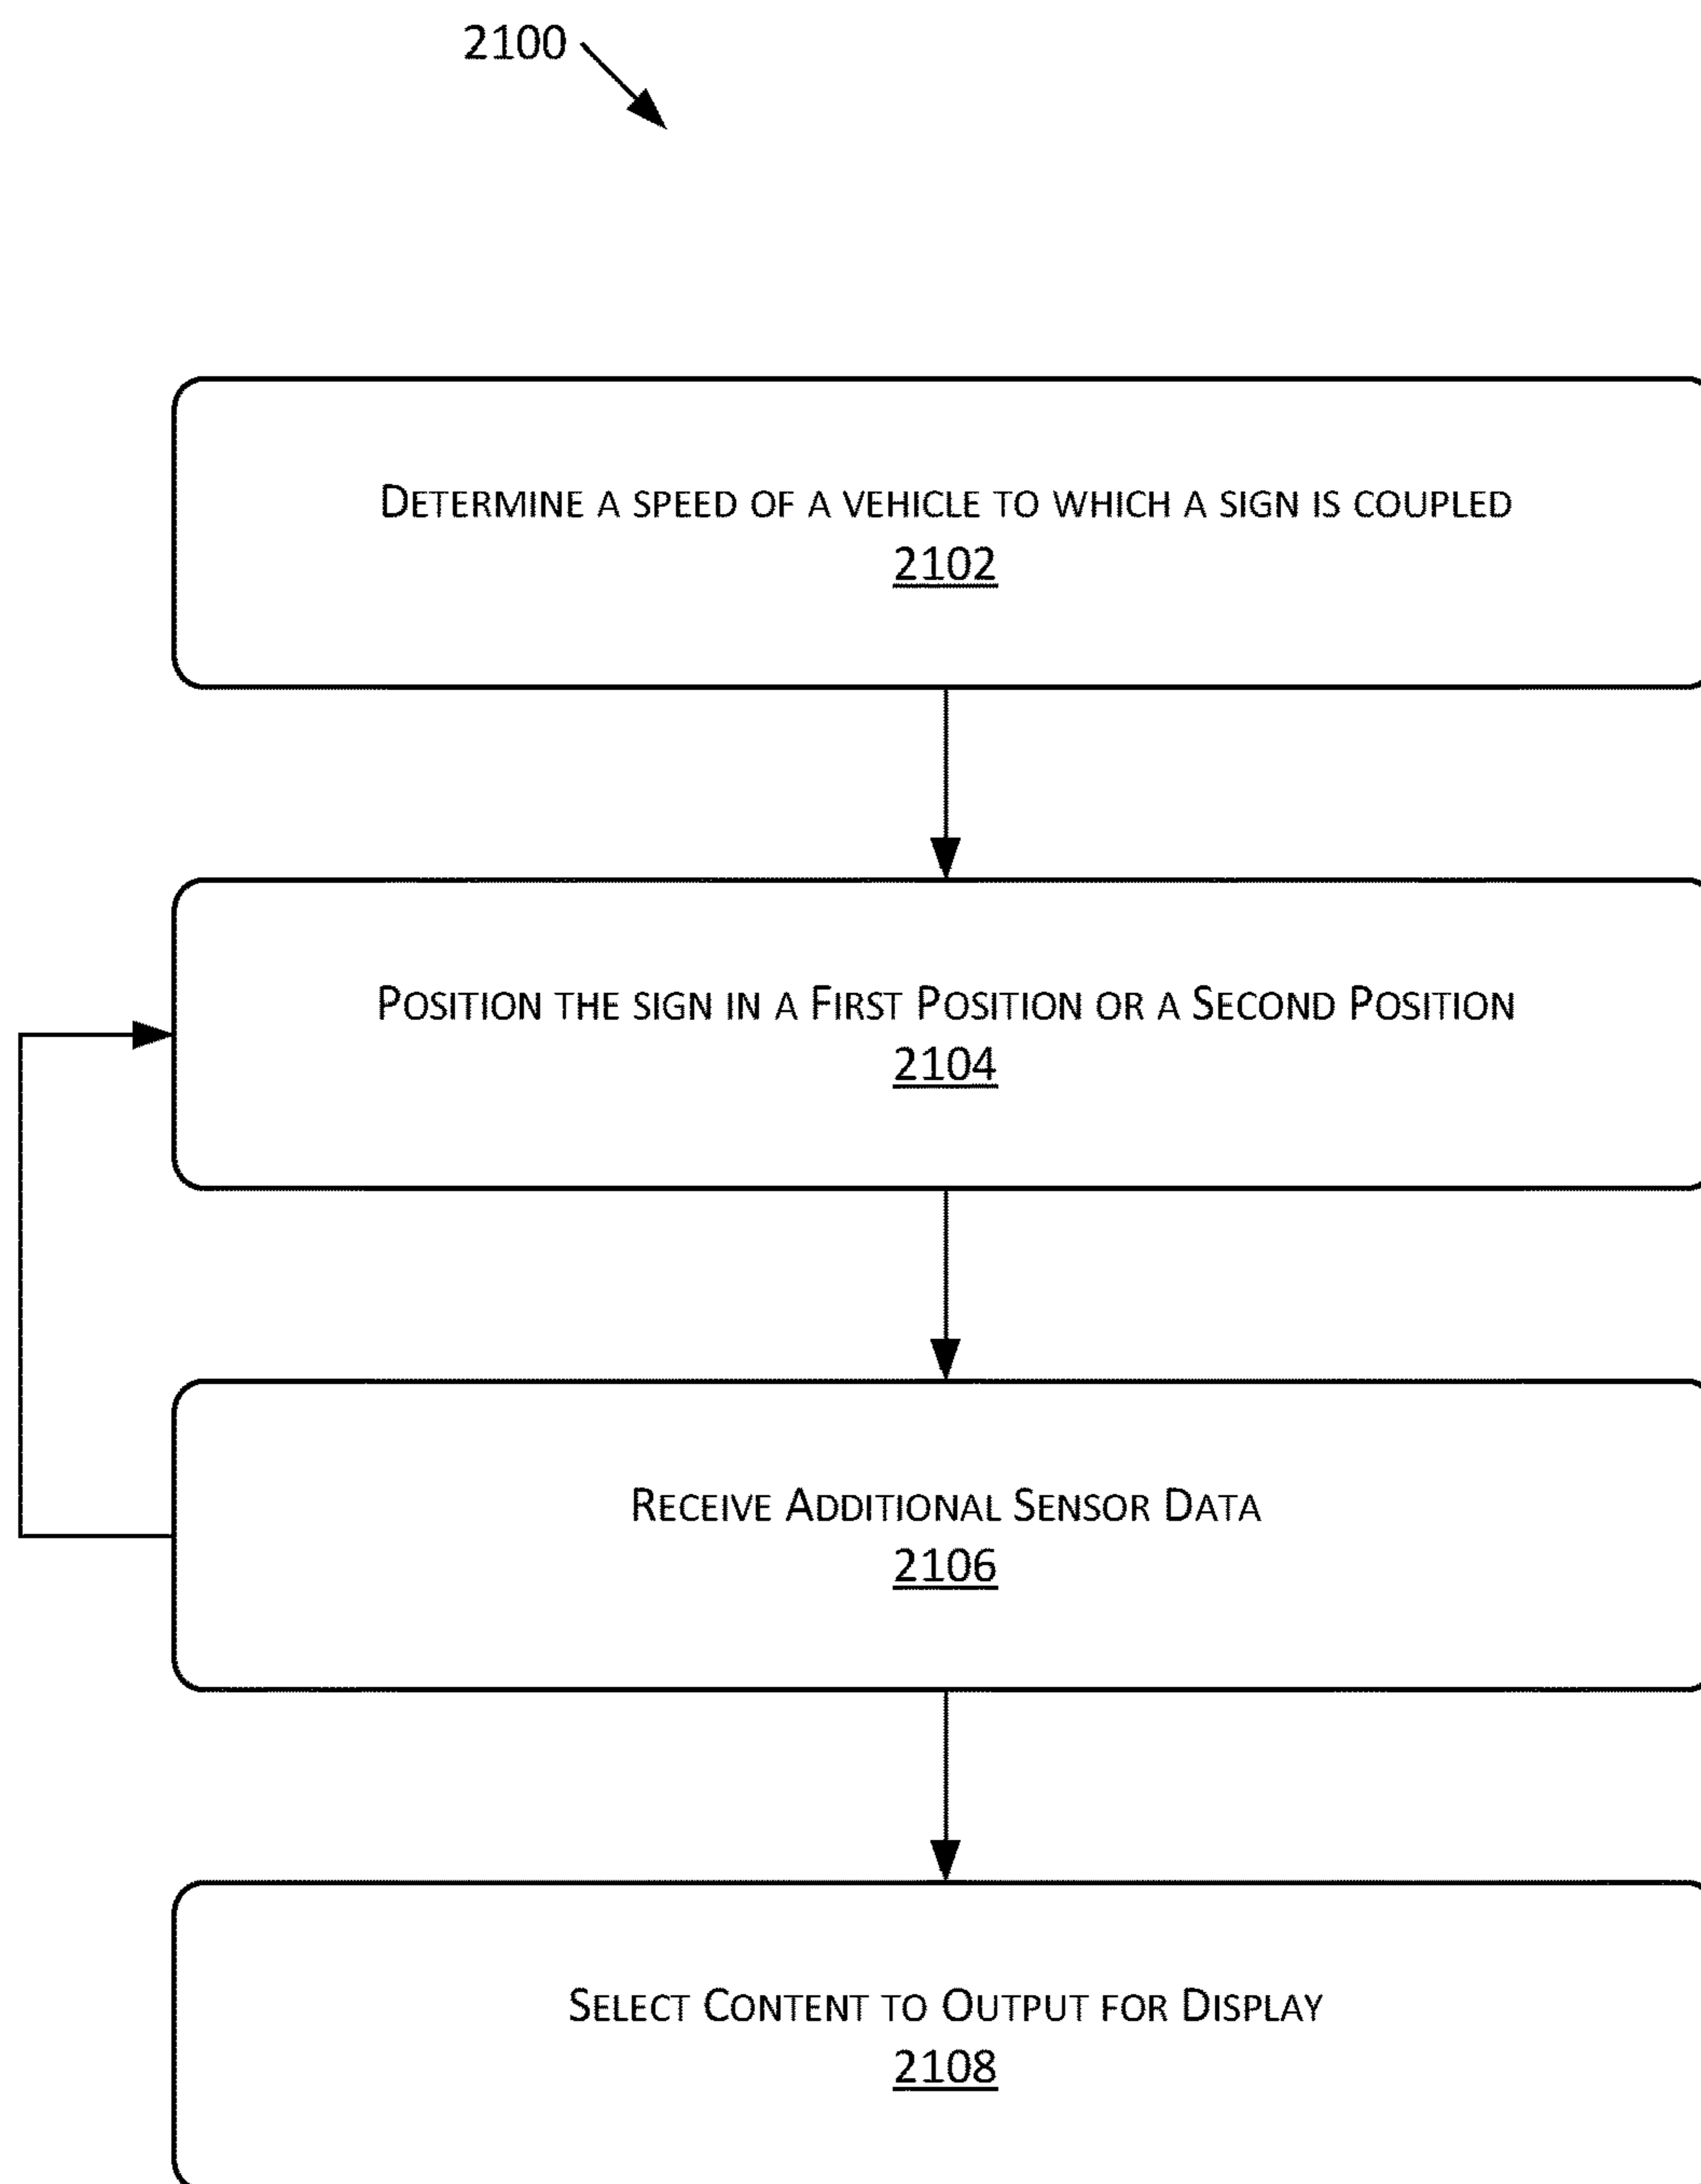 2100
Determine a speed of a vehicle to which a sign is coupled
2102
Position the sign in a First Position or a Second Position
2104
Receive Additional Sensor Data
2106
Select Content to Output for Display
2108